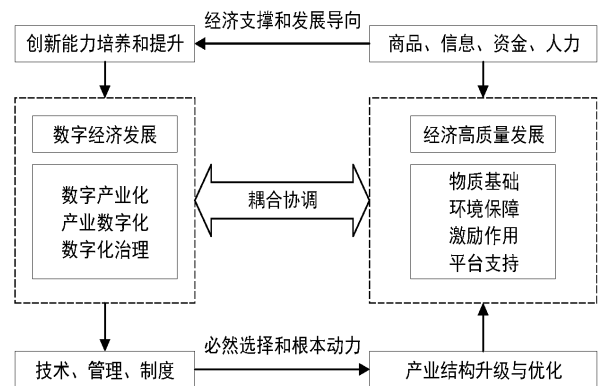 经济支撑和发展导向
创新能力培养和提升
商品、信息、资金、人力
数字经济发展
经济高质量发展
数字产业化
产业数字化
数字化治理
耦合协调
物质基础
环境保障
激励作用
平台支持
必然选择和根本动力
技术、管理、制度
产业结构升级与优化